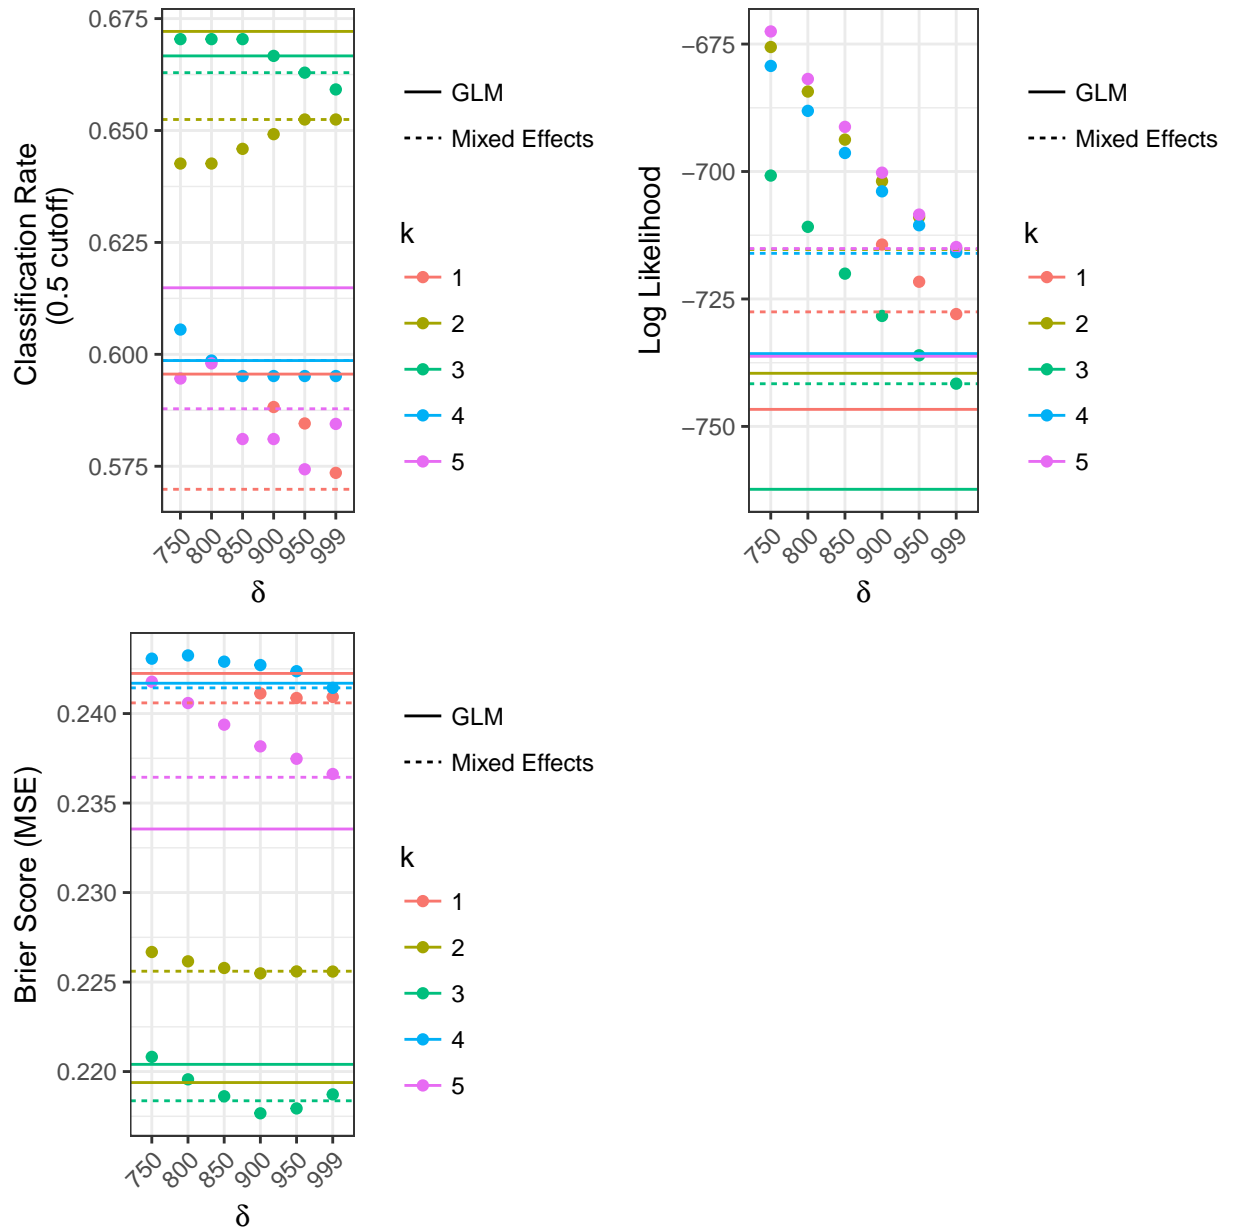 Classification Rate
(0.5 cutoff)
0.675
0.650
0.625
0.600
0.575
750
800
850
900
950
999
δ
GLM
Mixed Effects
k
1
2
3
4
5
Log Likelihood
−675
−700
−725
−750
750
800
850
900
950
999
δ
GLM
Mixed Effects
k
1
2
3
4
5
Brier Score (MSE)
0.240
0.235
0.230
0.225
0.220
750
800
850
900
950
999
δ
GLM
Mixed Effects
k
1
2
3
4
5